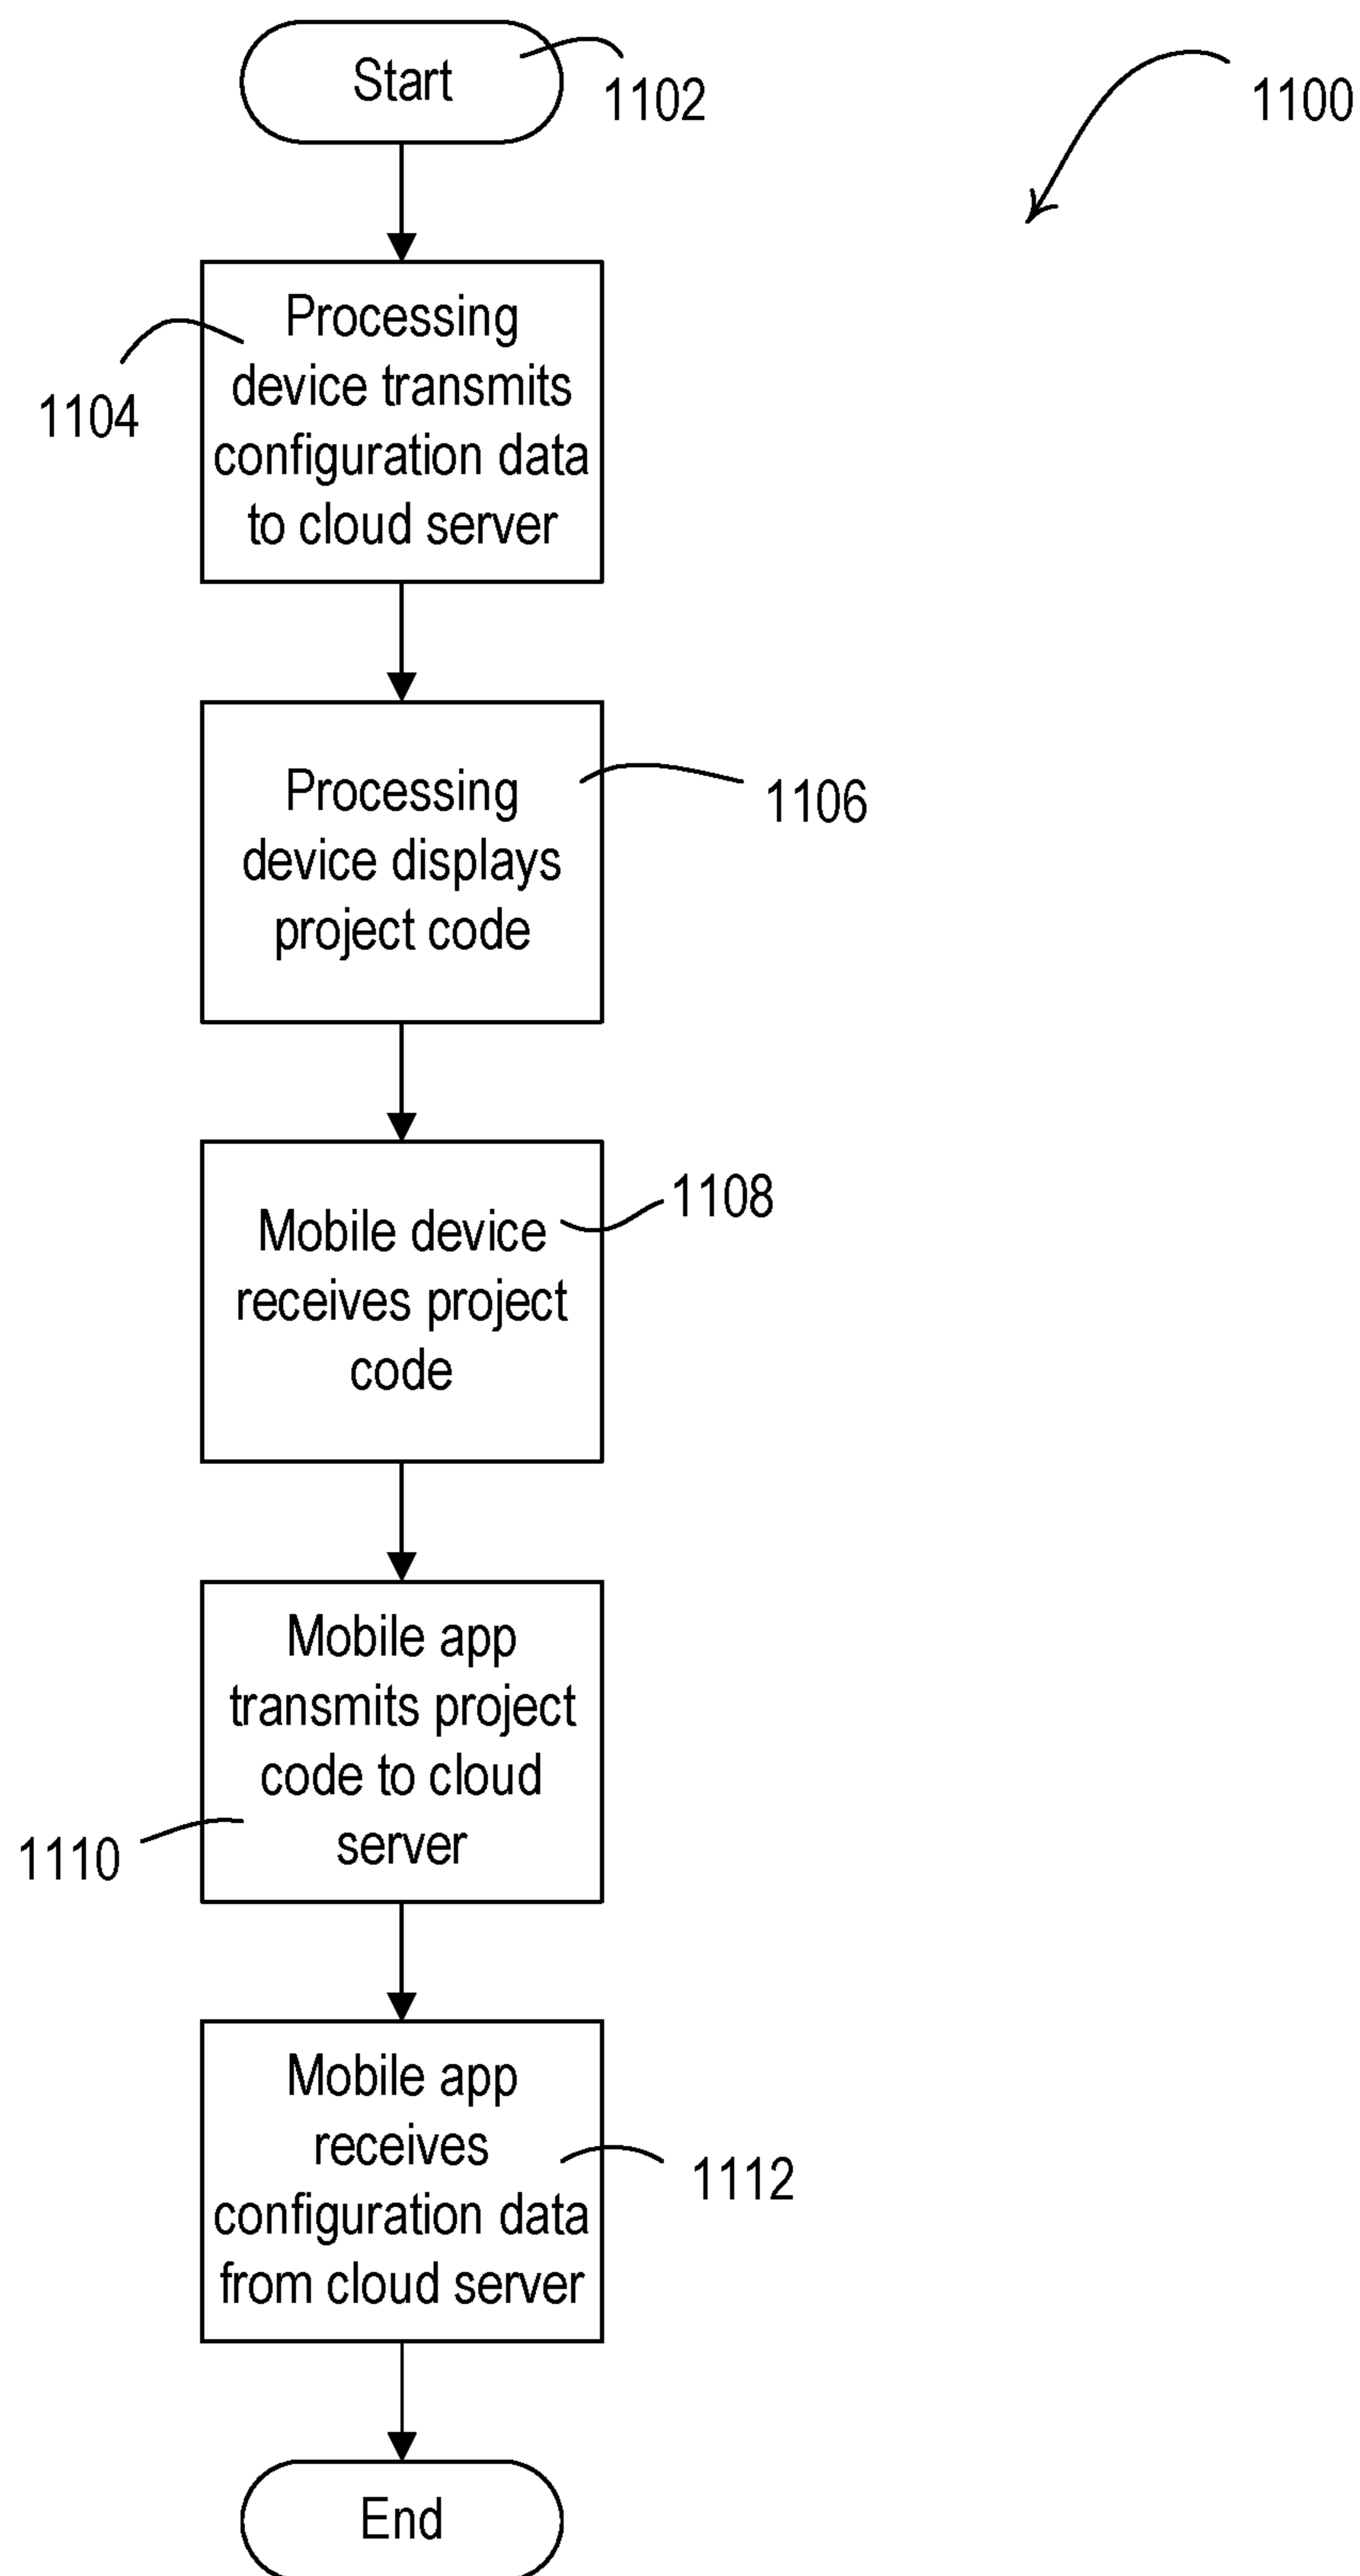 Start
1102
1100
Processing
device transmits
configuration data
to cloud server
1104
Processing
device displays
project code
1106
Mobile device
receives project
code
1108
Mobile app
transmits project
code to cloud
server
1110
Mobile app
receives
configuration data
from cloud server
1112
End